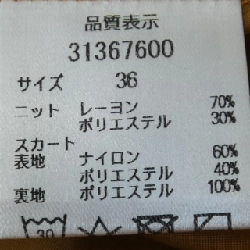 品質表示
31367600
サイズ 36
ニット レーヨン 70%
ポリエステル 30%
スカート
表地 ナイロン 60%
ポリエステル 40%
裏地 ポリエステル 100%
30